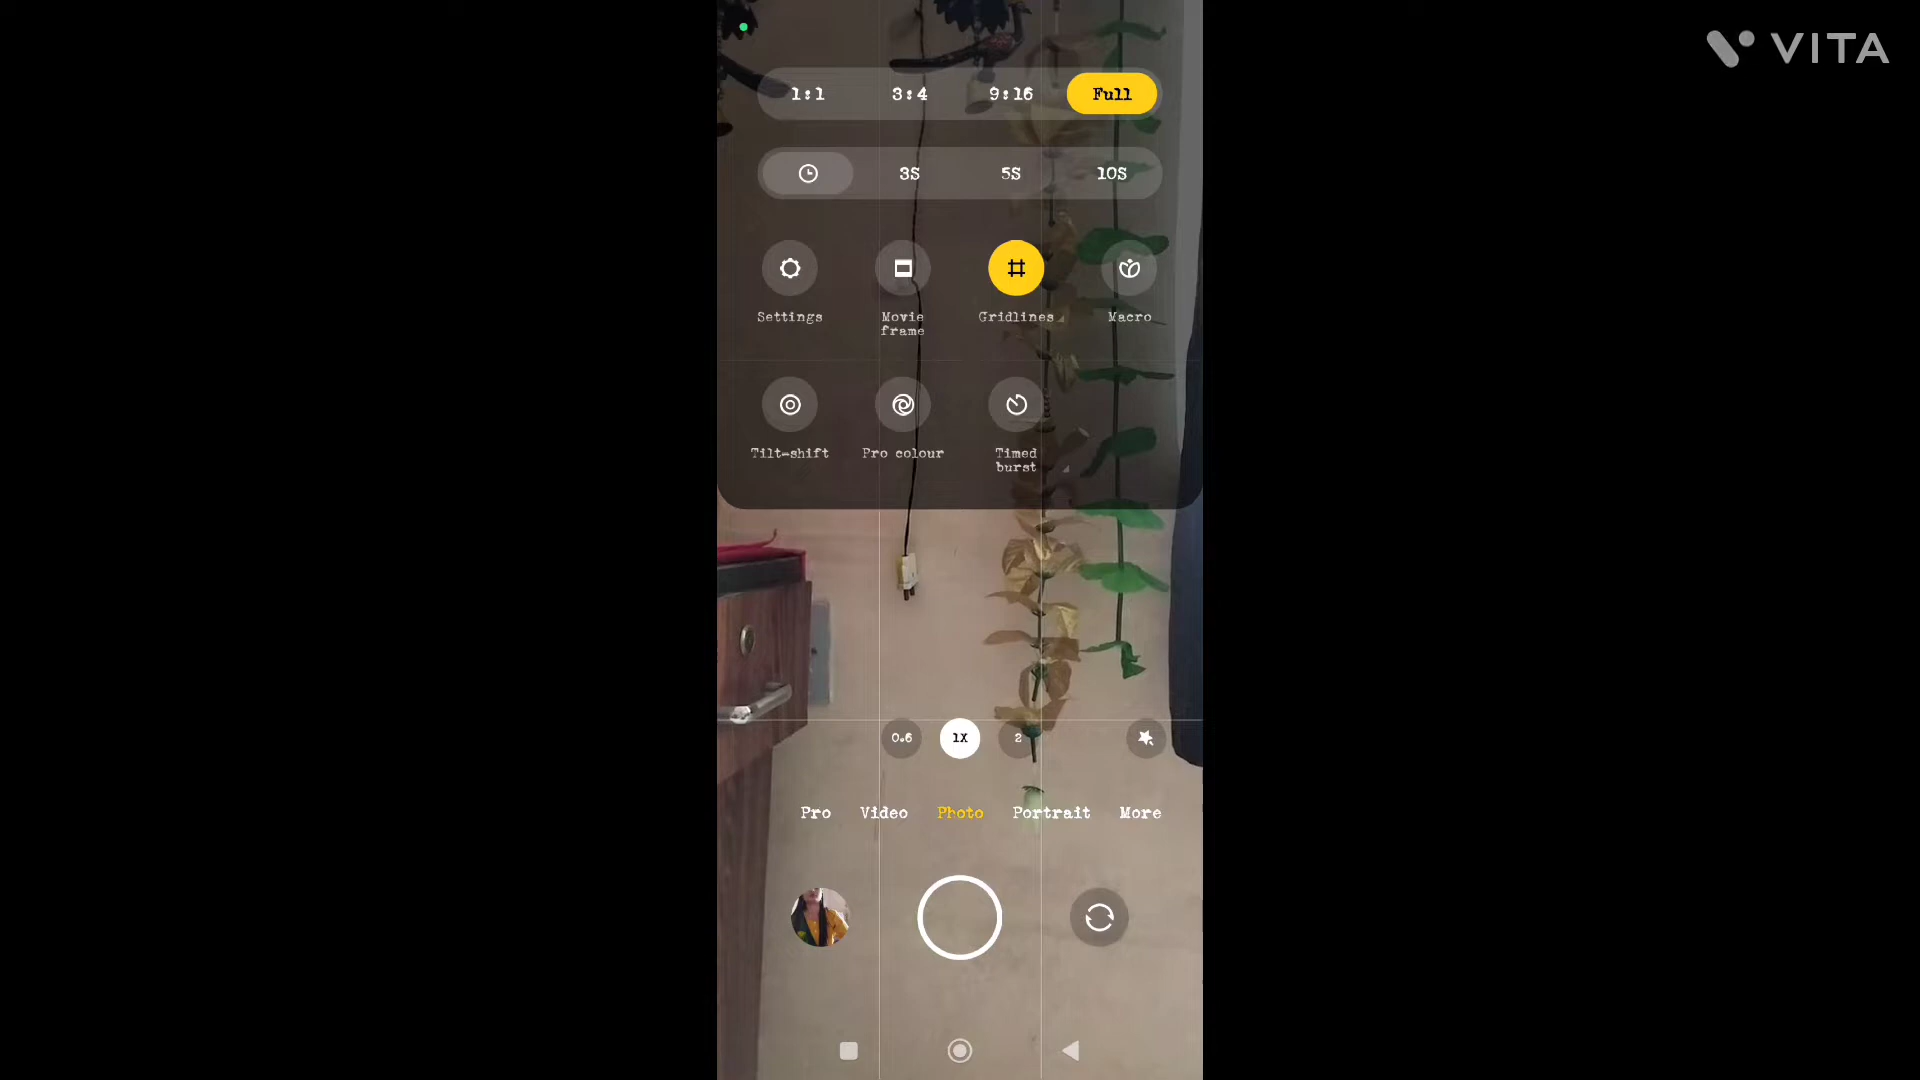 VITA
1:1 3:4 9:16 Full
3S 5S 10S
Settings Movie frame Gridlines Macro
Tilt-shift Pro colour Timed burst
0.6 1X 2
Pro Video Photo Portrait More